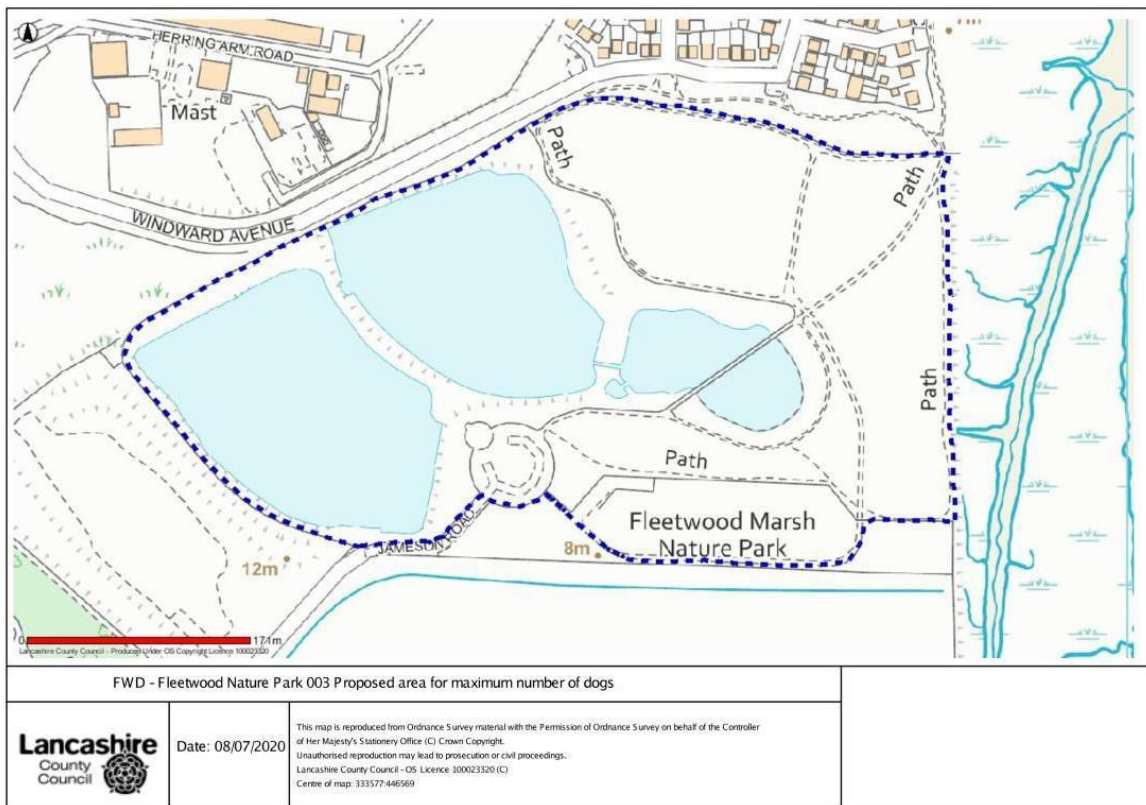 HERRING ARM ROAD
Mast
WINDWARD AVENUE
Path
Path
Path
Path
JAMESON ROAD
Fleetwood Marsh
Nature Park
12m
8m
0
171m
Lancashire County Council - Produced Under OS Copyright Licence 100023320
FWD - Fleetwood Nature Park 003 Proposed area for maximum number of dogs
Lancashire
County
Council
Date: 08/07/2020
This map is reproduced from Ordnance Survey material with the Permission of Ordnance Survey on behalf of the Controller
of Her Majesty's Stationery Office (C) Crown Copyright.
Unauthorised reproduction may lead to prosecution or civil proceedings.
Lancashire County Council - OS Licence 100023320 (C)
Centre of map: 333577:446569